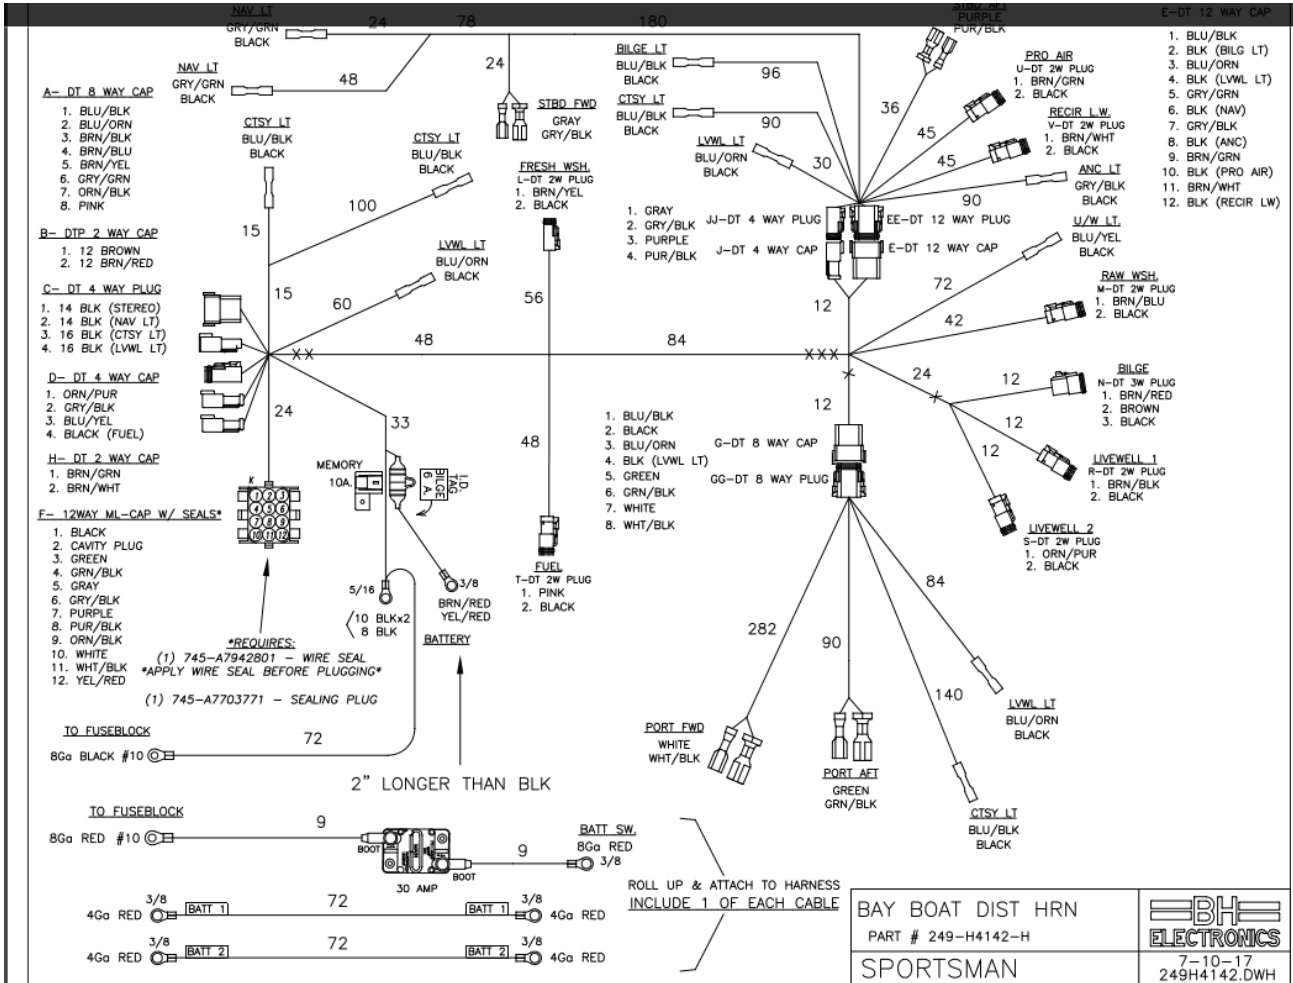 NAV LT
GRY/GRN
BLACK
24
78
180
NAV LT
GRY/GRN
BLACK
48
24
STBD FWD
GRAY
GRY/BLK
BILGE LT
BLU/BLK
BLACK
96
CTSY LT
BLU/BLK
BLACK
90
LVWL LT
BLU/ORN
BLACK
30
STBD AFT
PURPLE
PUR/BLK
36
PRO AIR
U-DT 2W PLUG
1. BRN/GRN
2. BLACK
45
RECIR L.W.
V-DT 2W PLUG
1. BRN/WHT
2. BLACK
45
ANC LT
GRY/BLK
BLACK
90
E-DT 12 WAY CAP
1. BLU/BLK
2. BLK (BILG LT)
3. BLU/ORN
4. BLK (LVWL LT)
5. GRY/GRN
6. BLK (NAV)
7. GRY/BLK
8. BLK (ANC)
9. BRN/GRN
10. BLK (PRO AIR)
11. BRN/WHT
12. BLK (RECIR LW)
A- DT 8 WAY CAP
1. BLU/BLK
2. BLU/ORN
3. BRN/BLK
4. BRN/BLU
5. BRN/YEL
6. GRY/GRN
7. ORN/BLK
8. PINK
B- DTP 2 WAY CAP
1. 12 BROWN
2. 12 BRN/RED
C- DT 4 WAY PLUG
1. 14 BLK (STEREO)
2. 14 BLK (NAV LT)
3. 16 BLK (CTSY LT)
4. 16 BLK (LVWL LT)
D- DT 4 WAY CAP
1. ORN/PUR
2. GRY/BLK
3. BLU/YEL
4. BLACK (FUEL)
H- DT 2 WAY CAP
1. BRN/GRN
2. BRN/WHT
F- 12WAY ML-CAP W/ SEALS*
1. BLACK
2. CAVITY PLUG
3. GREEN
4. GRN/BLK
5. GRAY
6. GRY/BLK
7. PURPLE
8. PUR/BLK
9. ORN/BLK
10. WHITE
11. WHT/BLK
12. YEL/RED
CTSY LT
BLU/BLK
BLACK
15
CTSY LT
BLU/BLK
BLACK
100
LVWL LT
BLU/ORN
BLACK
60
15
24
K
1 2 3
4 5 6
7 8 9
10 11 12
FRESH WSH.
L-DT 2W PLUG
1. BRN/YEL
2. BLACK
56
48
84
XX
XXX
X
X
48
FUEL
T-DT 2W PLUG
1. PINK
2. BLACK
1. GRAY
2. GRY/BLK
3. PURPLE
4. PUR/BLK
JJ-DT 4 WAY PLUG
EE-DT 12 WAY PLUG
J-DT 4 WAY CAP
E-DT 12 WAY CAP
12
U/W LT.
BLU/YEL
BLACK
72
RAW WSH.
M-DT 2W PLUG
1. BRN/BLU
2. BLACK
42
24
BILGE
N-DT 3W PLUG
1. BRN/RED
2. BROWN
3. BLACK
12
LIVEWELL 1
R-DT 2W PLUG
1. BRN/BLK
2. BLACK
12
LIVEWELL 2
S-DT 2W PLUG
1. ORN/PUR
2. BLACK
12
12
1. BLU/BLK
2. BLACK
3. BLU/ORN
4. BLK (LVWL LT)
5. GREEN
6. GRN/BLK
7. WHITE
8. WHT/BLK
G-DT 8 WAY CAP
GG-DT 8 WAY PLUG
33
MEMORY
10A.
I.D.
TAG
BILGE
6 A.
5/16
10 BLKx2
8 BLK
3/8
BRN/RED
YEL/RED
BATTERY
*REQUIRES:
(1) 745-A7942801 - WIRE SEAL
*APPLY WIRE SEAL BEFORE PLUGGING*
(1) 745-A7703771 - SEALING PLUG
282
PORT FWD
WHITE
WHT/BLK
90
PORT AFT
GREEN
GRN/BLK
84
LVWL LT
BLU/ORN
BLACK
140
CTSY LT
BLU/BLK
BLACK
TO FUSEBLOCK
8Ga BLACK #10
72
2" LONGER THAN BLK
TO FUSEBLOCK
8Ga RED #10
9
BOOT
30 AMP
BOOT
9
BATT SW.
8Ga RED
3/8
4Ga RED
3/8
BATT 1
72
BATT 1
3/8
4Ga RED
4Ga RED
3/8
BATT 2
72
BATT 2
3/8
4Ga RED
ROLL UP & ATTACH TO HARNESS
INCLUDE 1 OF EACH CABLE
BAY BOAT DIST HRN
PART # 249-H4142-H
SPORTSMAN
BH
ELECTRONICS
7-10-17
249H4142.DWH